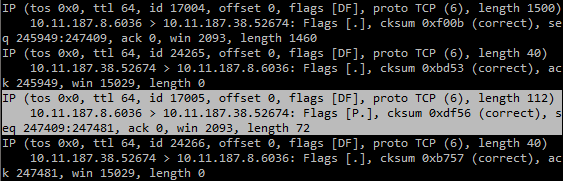 IP (tos 0x0, ttl 64, id 17004, offset 0, flags [DF], proto TCP (6), length 1500)
    10.11.187.8.6036 > 10.11.187.38.52674: Flags [.], cksum 0xf00b (correct), se
q 245949:247409, ack 0, win 2093, length 1460
IP (tos 0x0, ttl 64, id 24265, offset 0, flags [DF], proto TCP (6), length 40)
    10.11.187.38.52674 > 10.11.187.8.6036: Flags [.], cksum 0xbd53 (correct), ac
k 245949, win 15029, length 0
IP (tos 0x0, ttl 64, id 17005, offset 0, flags [DF], proto TCP (6), length 112)
    10.11.187.8.6036 > 10.11.187.38.52674: Flags [P.], cksum 0xdf56 (correct), s
eq 247409:247481, ack 0, win 2093, length 72
IP (tos 0x0, ttl 64, id 24266, offset 0, flags [DF], proto TCP (6), length 40)
    10.11.187.38.52674 > 10.11.187.8.6036: Flags [.], cksum 0xb757 (correct), ac
k 247481, win 15029, length 0